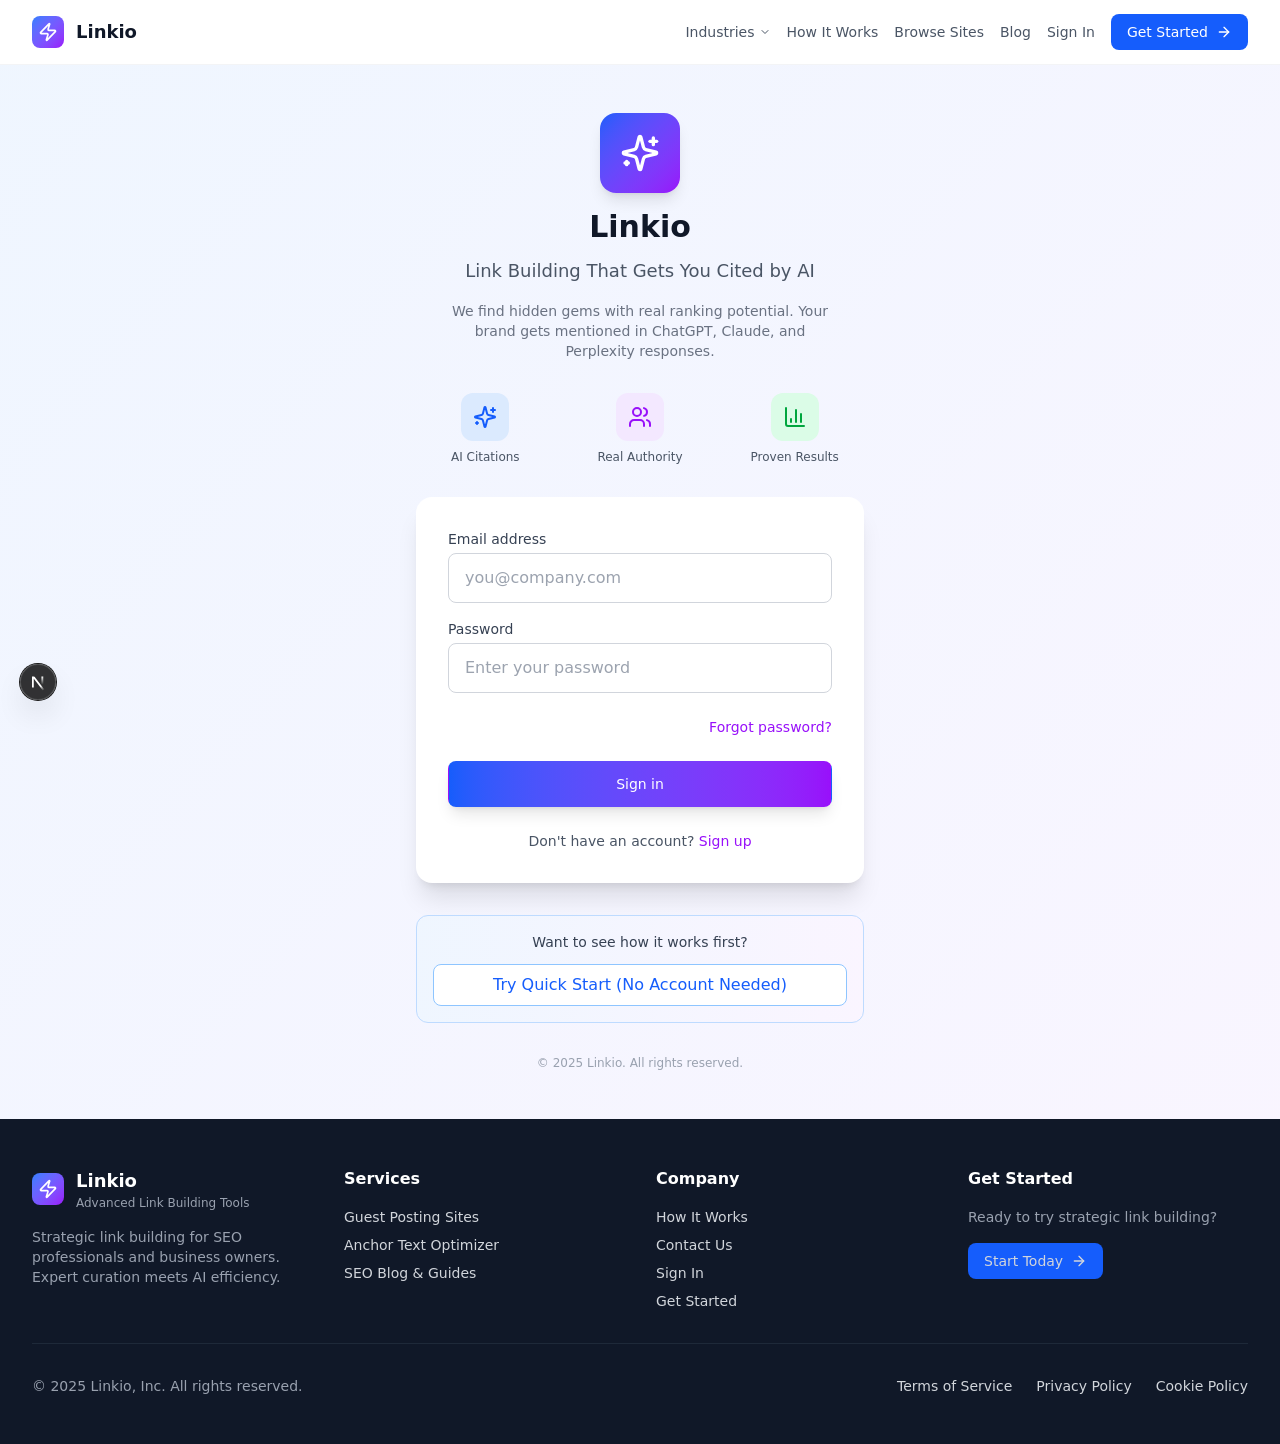 Linkio
Industries
How It Works
Browse Sites
Blog
Sign In
Get Started
Linkio
Link Building That Gets You Cited by AI
We find hidden gems with real ranking potential. Your
brand gets mentioned in ChatGPT, Claude, and
Perplexity responses.
AI Citations
Real Authority
Proven Results
Email address
you@company.com
Password
Enter your password
Forgot password?
Sign in
Don't have an account? Sign up
Want to see how it works first?
Try Quick Start (No Account Needed)
© 2025 Linkio. All rights reserved.
N
Linkio
Advanced Link Building Tools
Strategic link building for SEO
professionals and business owners.
Expert curation meets AI efficiency.
Services
Guest Posting Sites
Anchor Text Optimizer
SEO Blog & Guides
Company
How It Works
Contact Us
Sign In
Get Started
Get Started
Ready to try strategic link building?
Start Today
© 2025 Linkio, Inc. All rights reserved.
Terms of Service
Privacy Policy
Cookie Policy